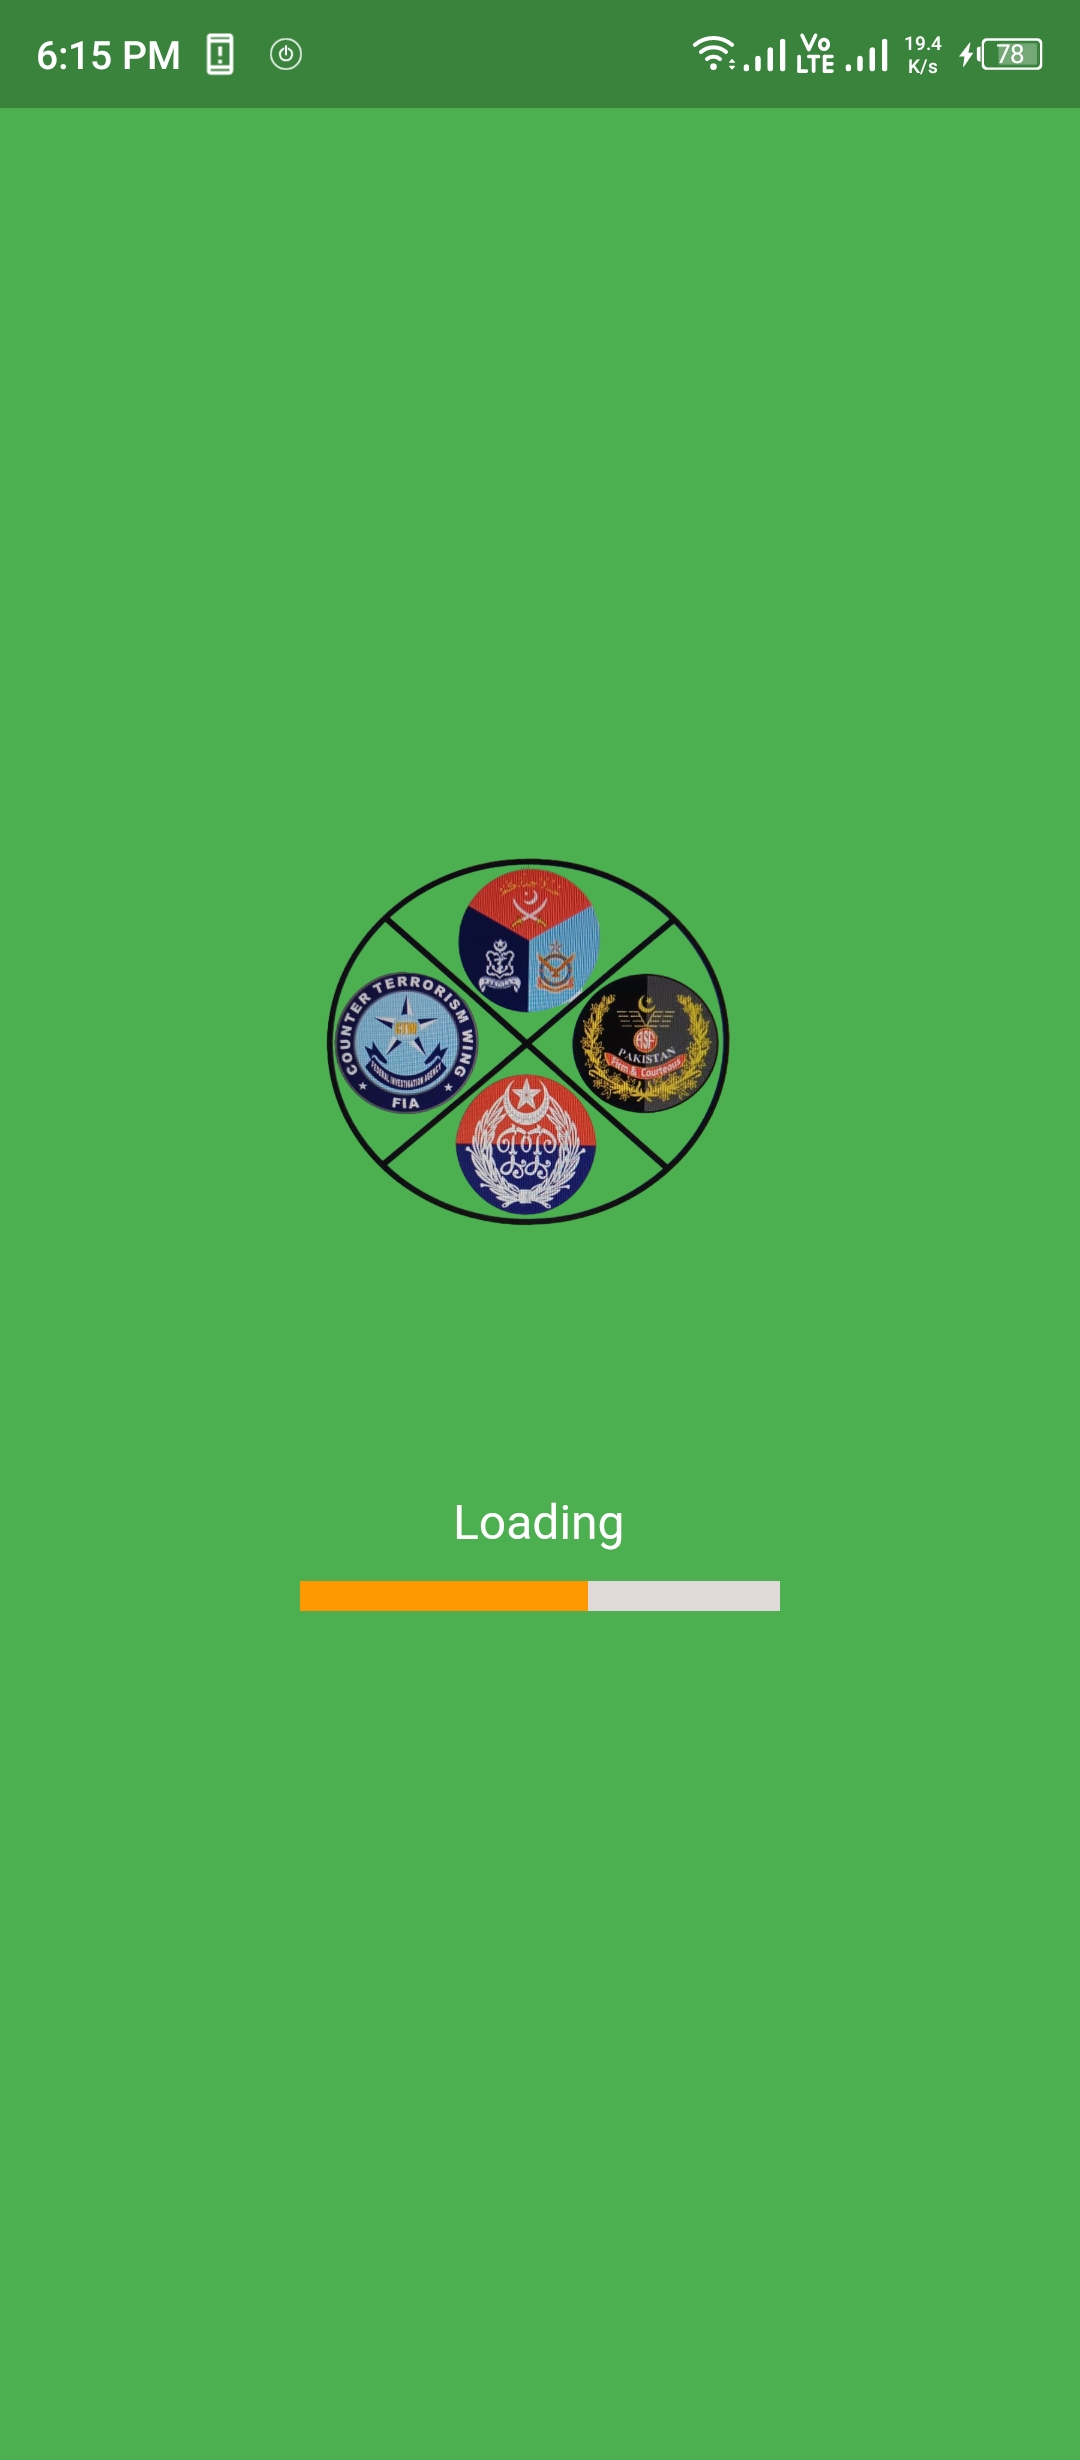 6:15 PM
Vo
LTE
19.4
K/s
78
COUNTER TERRORISM WING
CTW
FEDERAL INVESTIGATION AGENCY
FIA
ASF
PAKISTAN
Firm & Courteous
Loading